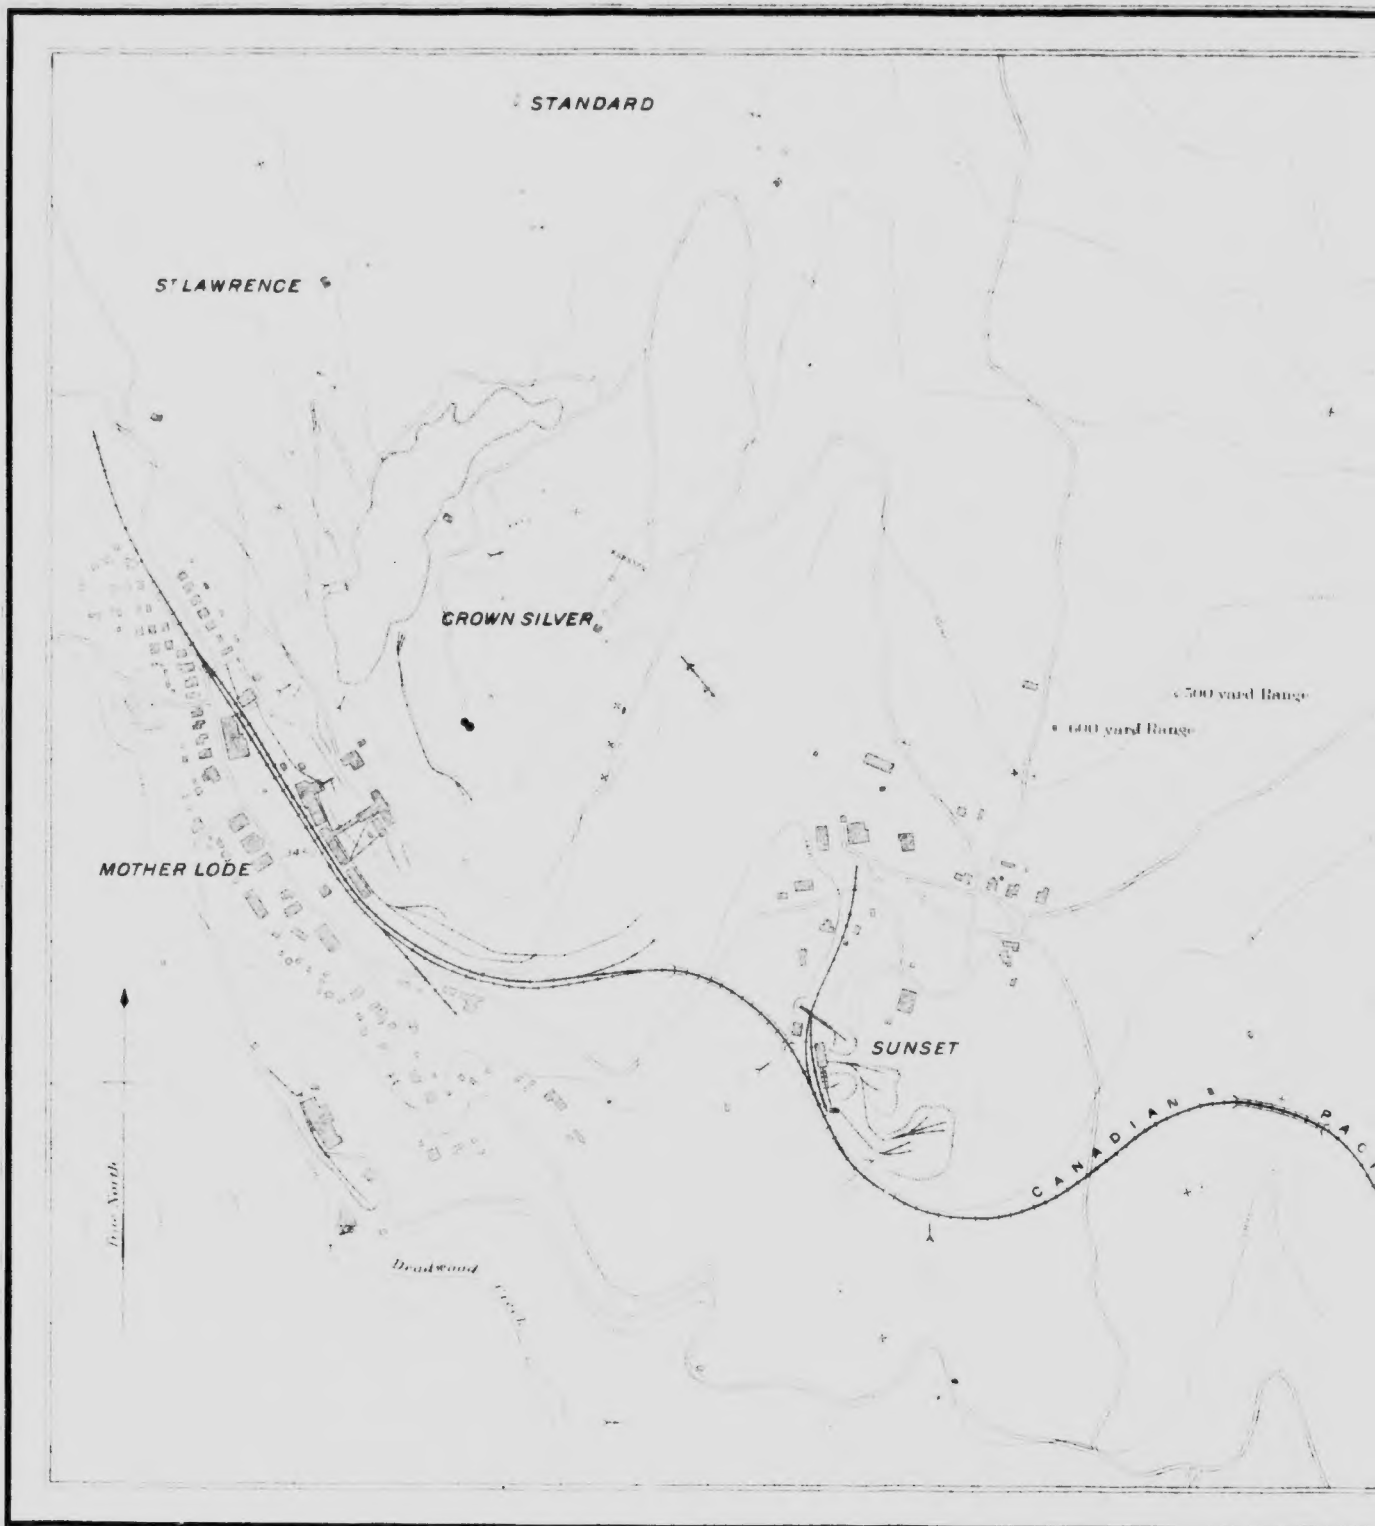 STANDARD
ST LAWRENCE
CROWN SILVER
500 yard Range
600 yard Range
MOTHER LODE
SUNSET
CANADIAN PACI
True North
Deadwood
Creek